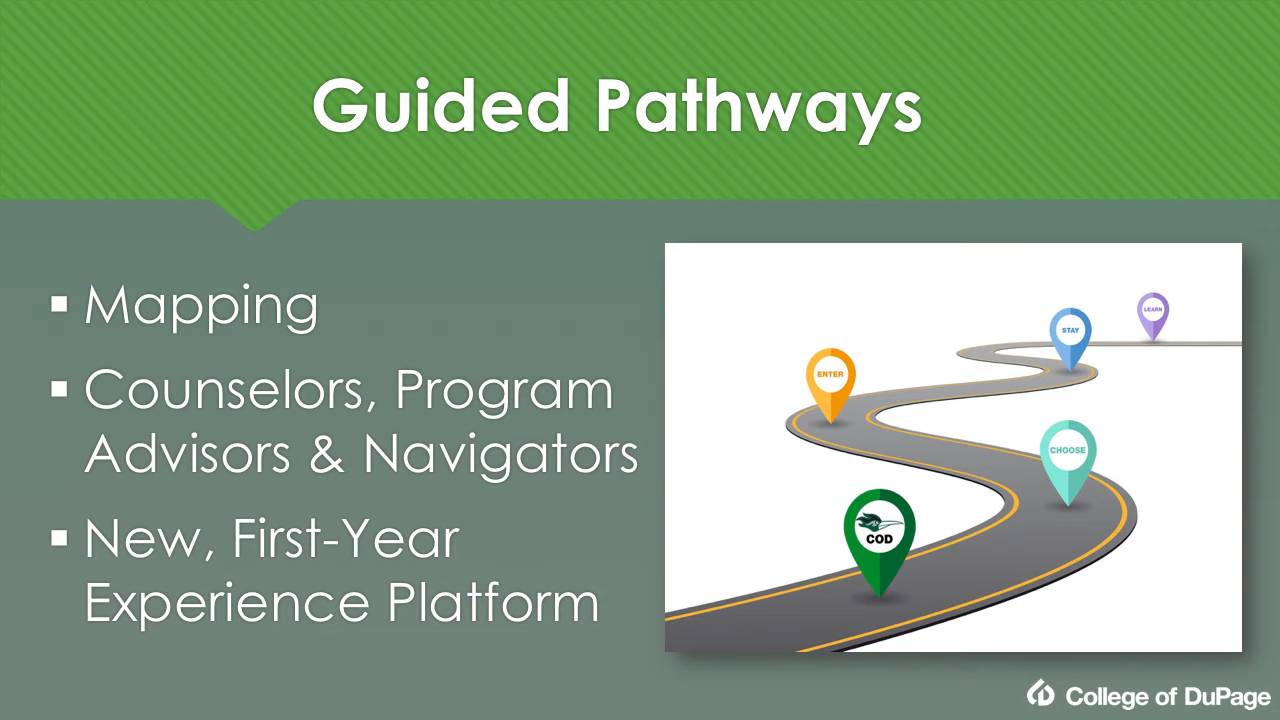 Guided Pathways
Mapping
Counselors, Program
Advisors & Navigators
New, First-Year
Experience Platform
LEARN
STAY
ENTER
CHOOSE
COD
College of DuPage